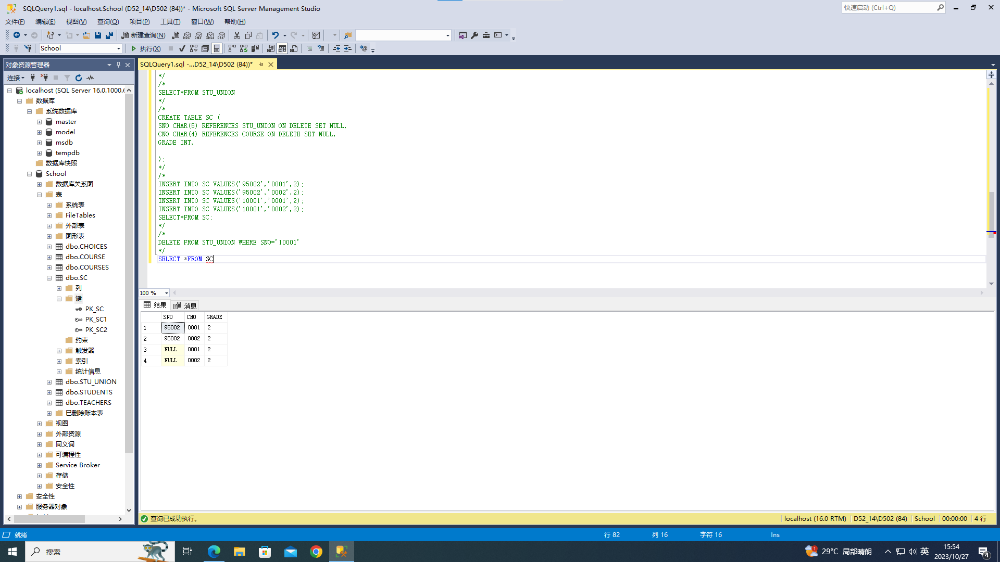 SQLQuery1.sql - localhost.School (D52_14\D502 (84))* - Microsoft SQL Server Management Studio
快速启动 (Ctrl+Q)
文件(F) 编辑(E) 视图(V) 查询(Q) 项目(P) 工具(T) 窗口(W) 帮助(H)
新建查询(N) MDX DMX XMLA DAX
School 执行(X)
对象资源管理器
连接
localhost (SQL Server 16.0.1000.6
数据库
系统数据库
master
model
msdb
tempdb
数据库快照
School
数据库关系图
表
系统表
FileTables
外部表
图形表
dbo.CHOICES
dbo.COURSE
dbo.COURSES
dbo.SC
列
键
PK_SC
PK_SC1
PK_SC2
约束
触发器
索引
统计信息
dbo.STU_UNION
dbo.STUDENTS
dbo.TEACHERS
已删除账本表
视图
外部资源
同义词
可编程性
Service Broker
存储
安全性
安全性
服务器对象
SQLQuery1.sql -...D52_14\D502 (84))*
*/
/*
SELECT*FROM STU_UNION
*/
/*
CREATE TABLE SC (
SNO CHAR(5) REFERENCES STU_UNION ON DELETE SET NULL,
CNO CHAR(4) REFERENCES COURSE ON DELETE SET NULL,
GRADE INT,
);
*/
/*
INSERT INTO SC VALUES('95002','0001',2);
INSERT INTO SC VALUES('95002','0002',2);
INSERT INTO SC VALUES('10001','0001',2);
INSERT INTO SC VALUES('10001','0002',2);
SELECT*FROM SC;
*/
/*
DELETE FROM STU_UNION WHERE SNO='10001'
*/
SELECT *FROM SC
100 %
结果 消息
SNO CNO GRADE
1 95002 0001 2
2 95002 0002 2
3 NULL 0001 2
4 NULL 0002 2
查询已成功执行。 localhost (16.0 RTM) D52_14\D502 (84) School 00:00:00 4 行
就绪 行 82 列 16 字符 16 Ins
搜索 1 29°C 局部晴朗 英 15:54 2023/10/27 4